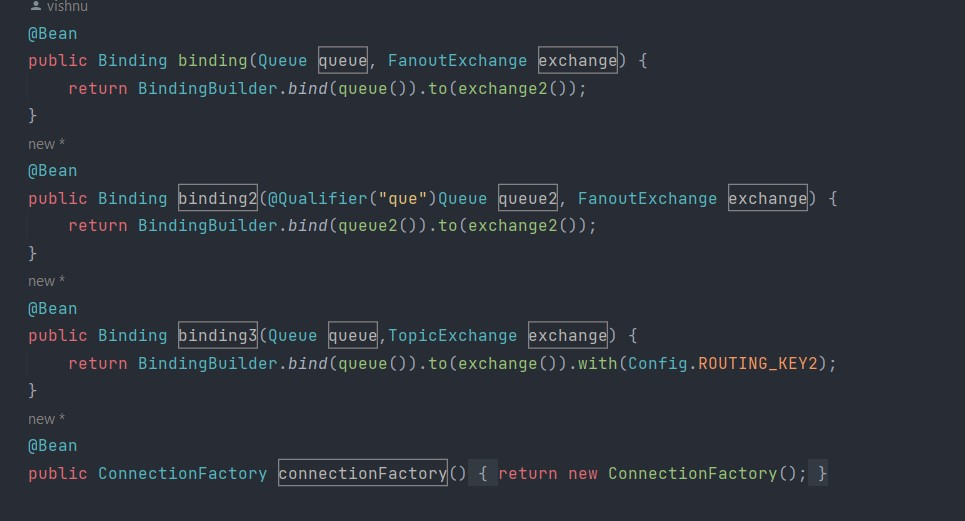 vishnu
@Bean
public Binding binding(Queue queue, FanoutExchange exchange) {
    return BindingBuilder.bind(queue()).to(exchange2());
}
new *
@Bean
public Binding binding2(@Qualifier("que")Queue queue2, FanoutExchange exchange) {
    return BindingBuilder.bind(queue2()).to(exchange2());
}
new *
@Bean
public Binding binding3(Queue queue,TopicExchange exchange) {
    return BindingBuilder.bind(queue()).to(exchange()).with(Config.ROUTING_KEY2);
}
new *
@Bean
public ConnectionFactory connectionFactory() { return new ConnectionFactory(); }